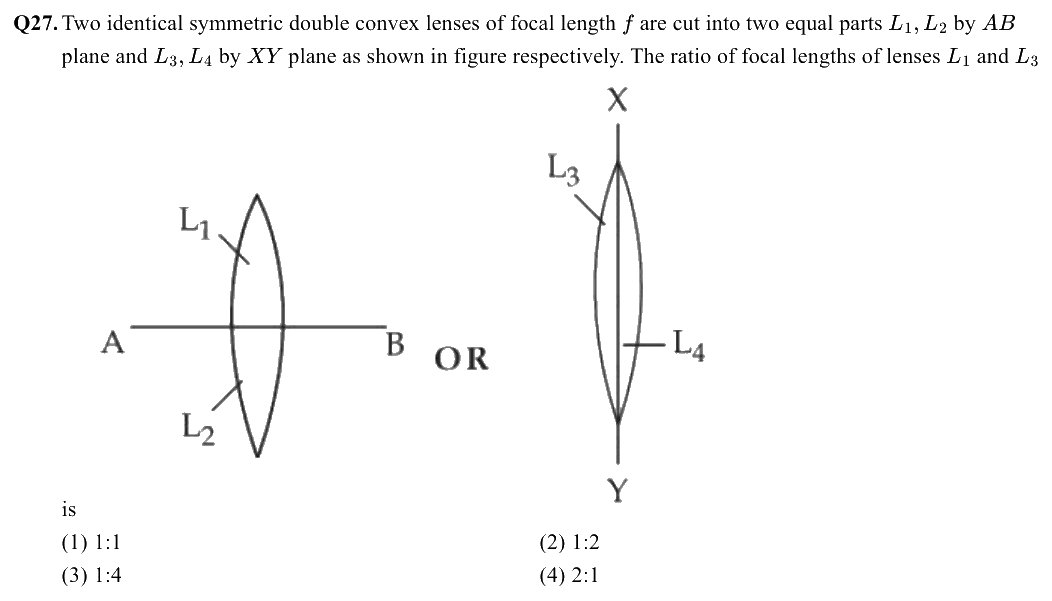 Q27. Two identical symmetric double convex lenses of focal length f are cut into two equal parts L₁, L₂ by AB
plane and L₃, L₄ by XY plane as shown in figure respectively. The ratio of focal lengths of lenses L₁ and L₃
X
L₃
L₁
A
B
OR
L₄
L₂
Y
is
(1) 1:1
(2) 1:2
(3) 1:4
(4) 2:1